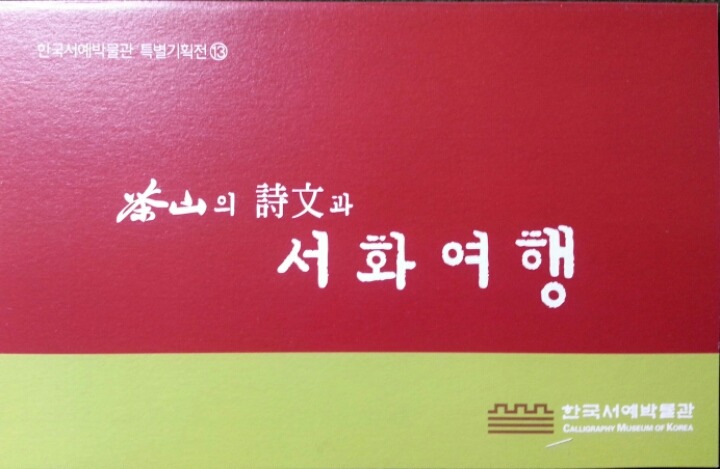 한국서예박물관 특별기획전⑬
茶山의 詩文과
서화여행
한국서예박물관
CALLIGRAPHY MUSEUM OF KOREA